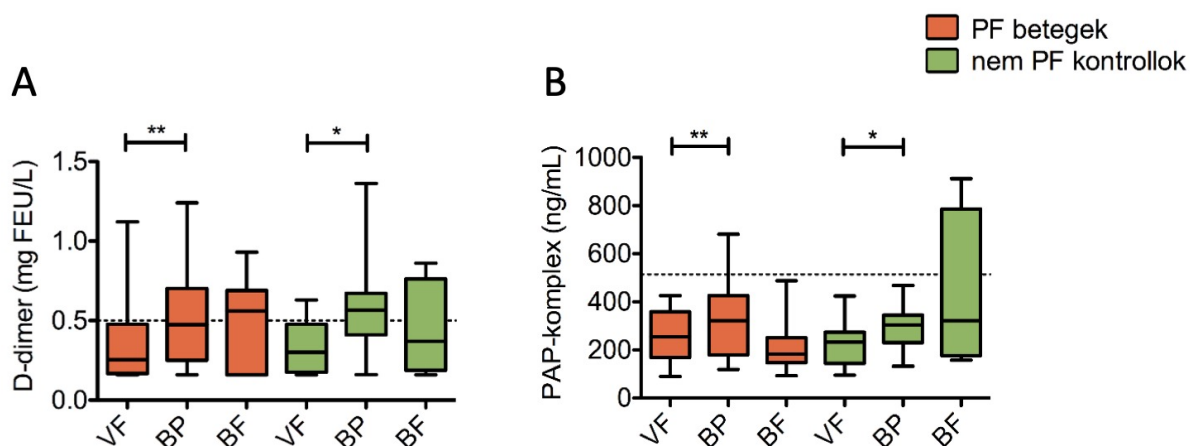 PF betegek
nem PF kontrollok
A
** *
D-dimer (mg FEU/L)
1.5
1.0
0.5
0.0
VF BP BF VF BP BF
B
** *
PAP-komplex (ng/mL)
1000
800
600
400
200
0
VF BP BF VF BP BF